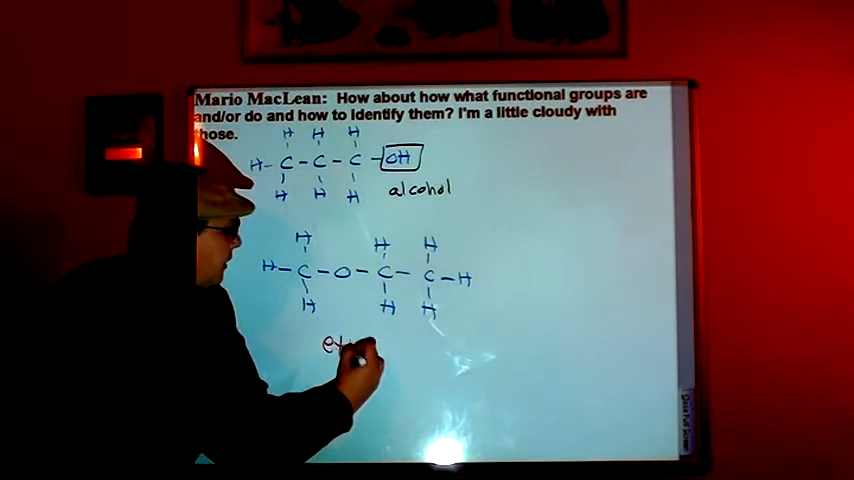 Mario MacLean: How about how what functional groups are
and/or do and how to identify them? I'm a little cloudy with
those.
H H H
H - C - C - C - OH
H H H
alcohol
H H H
H - C - O - C - C - H
H H H